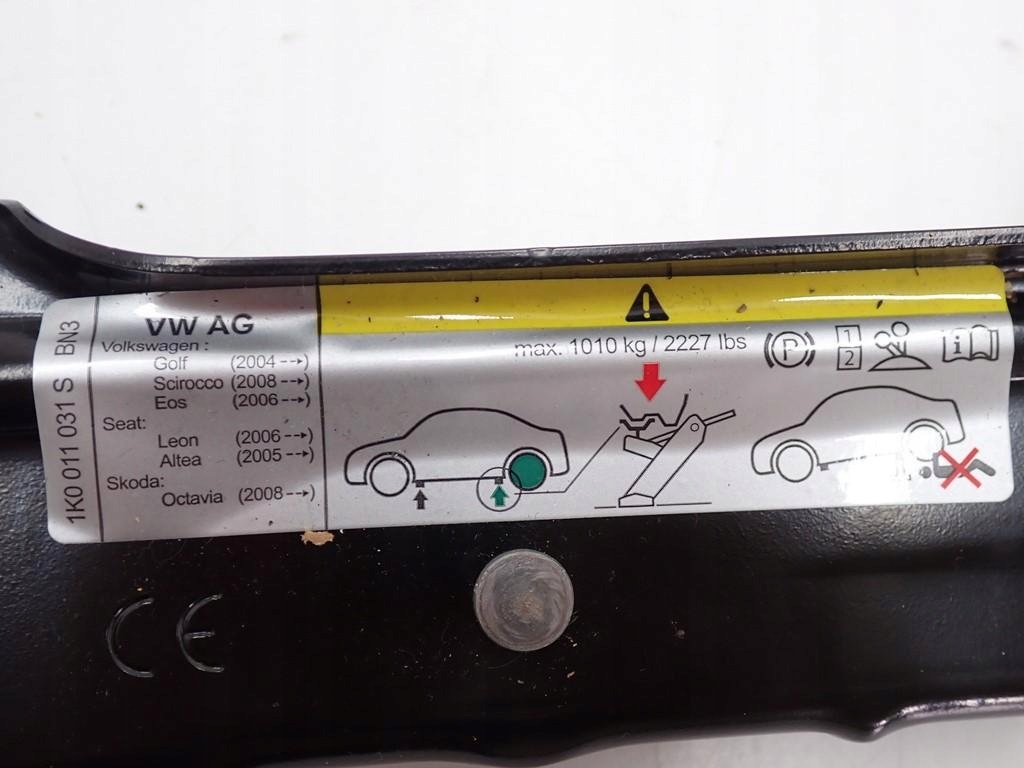 1K0 011 031 S BN3
VW AG
Volkswagen :
Golf (2004-->)
Scirocco (2008-->)
Eos (2006-->)
Seat:
Leon (2006-->)
Altea (2005-->)
Skoda:
Octavia (2008-->)
max. 1010 kg / 2227 lbs
P
1
2
i
CE